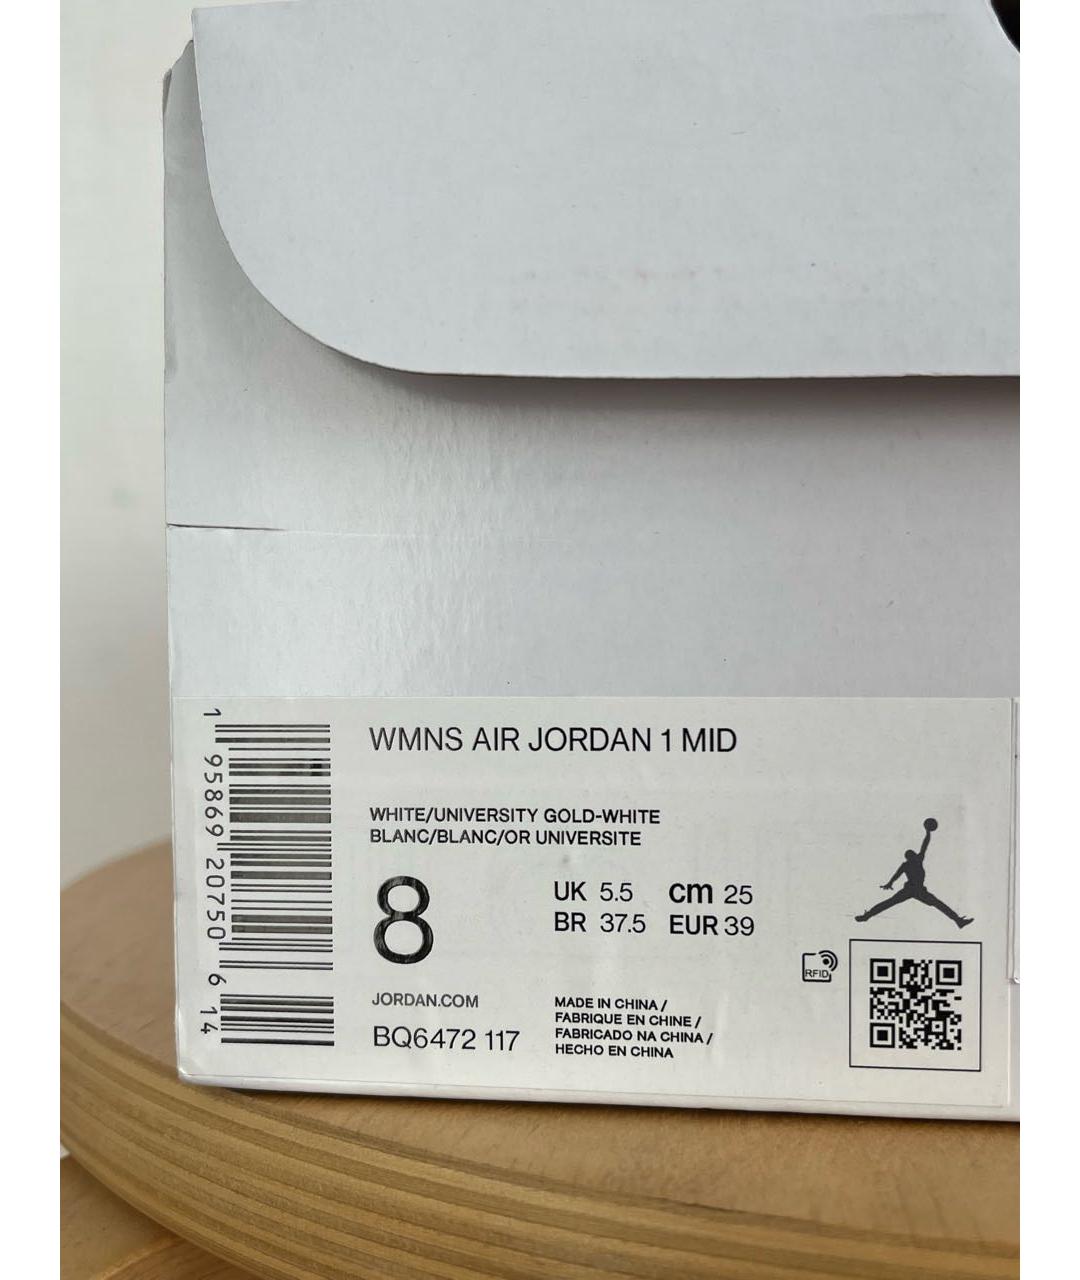 WMNS AIR JORDAN 1 MID
WHITE/UNIVERSITY GOLD-WHITE
BLANC/BLANC/OR UNIVERSITE
8
UK 5.5 cm 25
BR 37.5 EUR 39
RFID
JORDAN.COM
BQ6472 117
MADE IN CHINA /
FABRIQUE EN CHINE /
FABRICADO NA CHINA /
HECHO EN CHINA
1 95869 20750 6 14